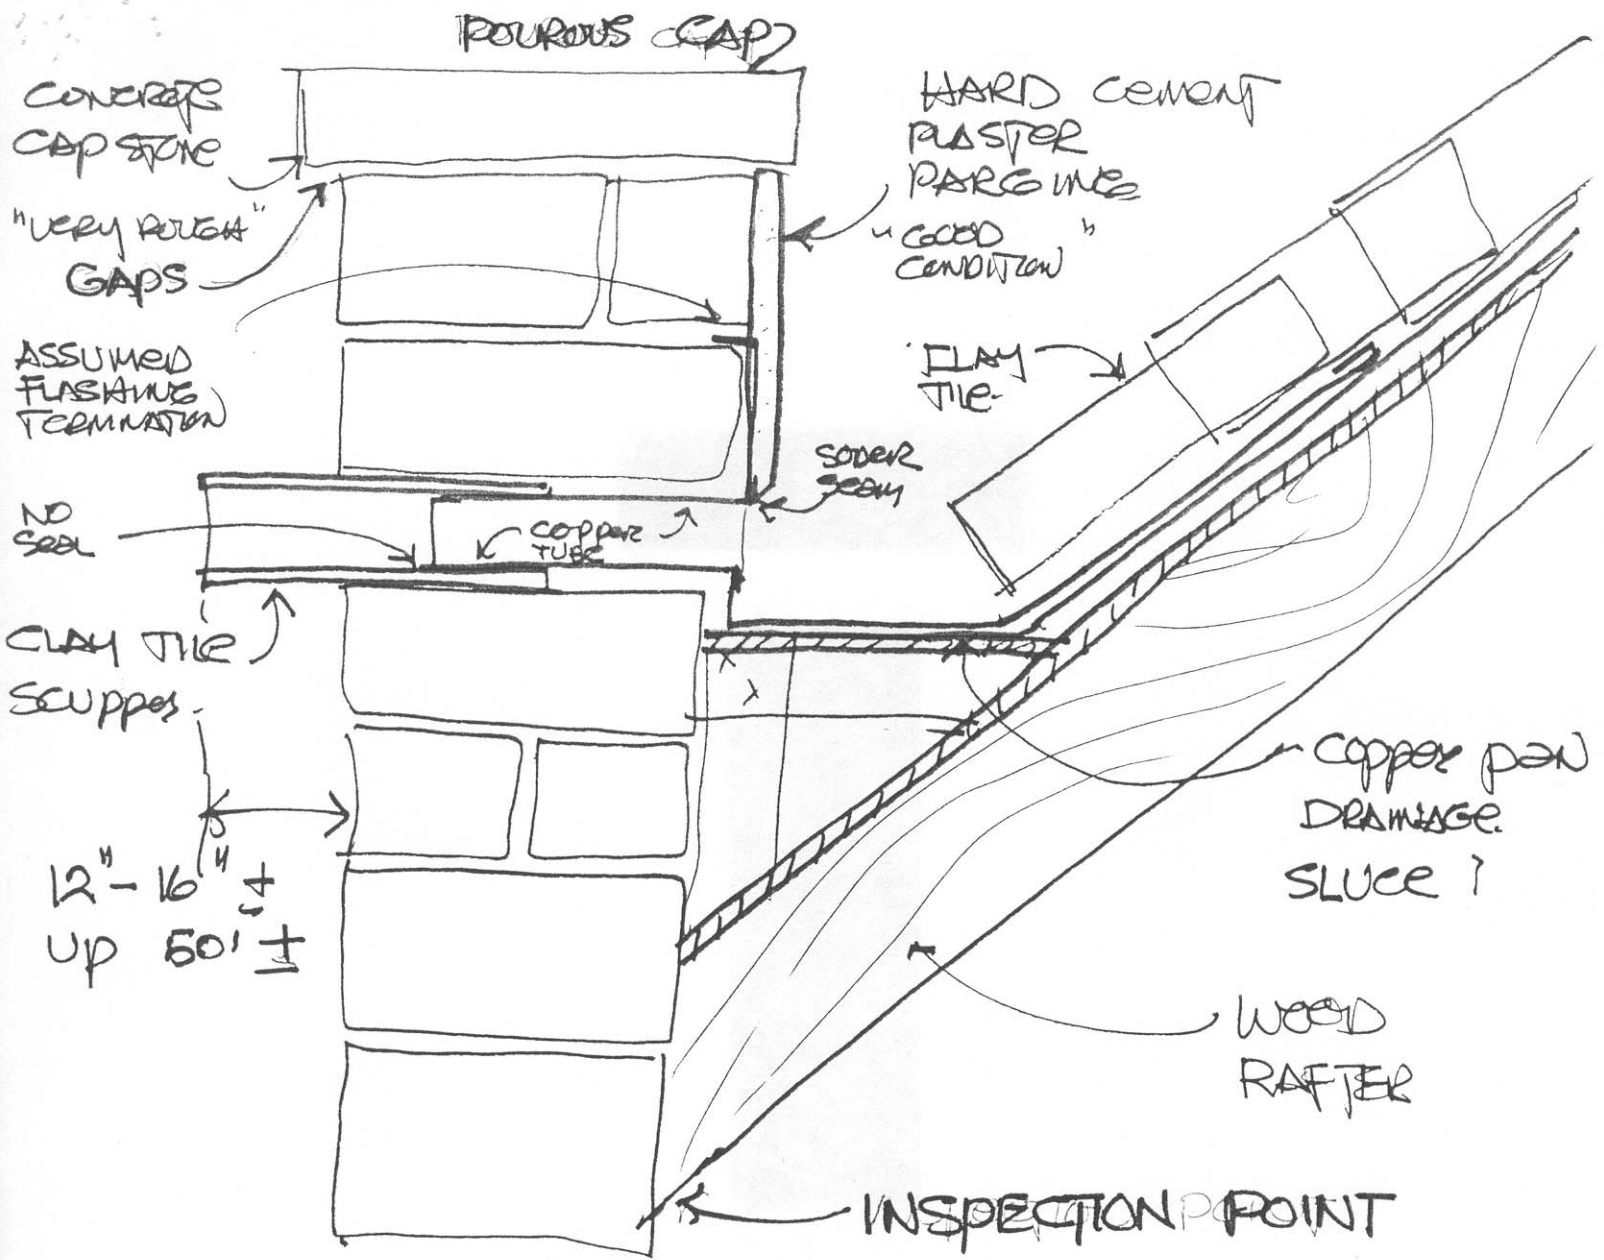 POUROUS CAP
CONCRETE
CAP STONE
"VERY ROUGH"
GAPS
ASSUMED
FLASHING
TERMINATION
NO
SEAL
CLAY TILE
SCUPPER.
12"- 16" ±
UP 50' ±
HARD CEMENT
PLASTER
PARGING
"GOOD
CONDITION"
CLAY
TILE.
SODER
SEAM
COPPER
TUBE
COPPER PAN
DRAINAGE.
SLUCE ?
WOOD
RAFTER
INSPECTION POINT